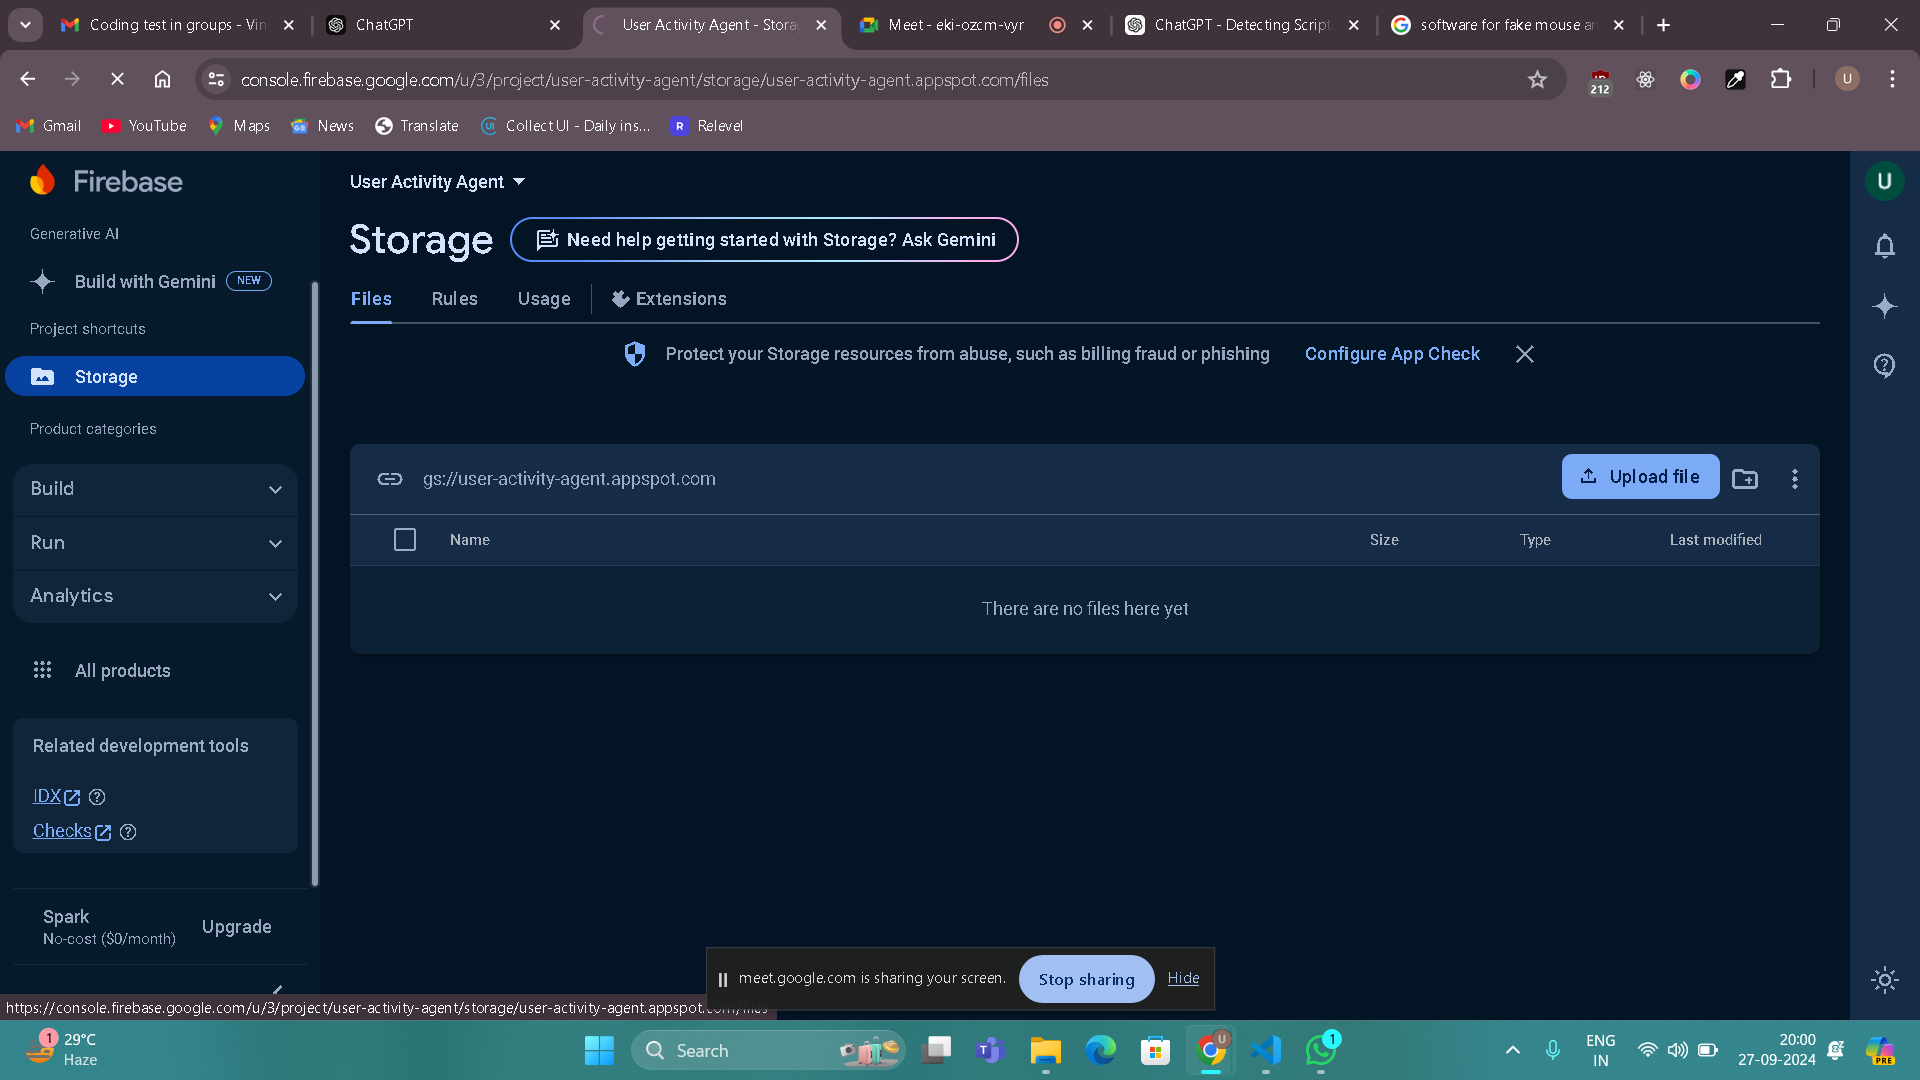 Coding test in groups - Vin
ChatGPT
User Activity Agent - Stora
Meet - eki-ozcm-vyr
ChatGPT - Detecting Script
software for fake mouse an
console.firebase.google.com/u/3/project/user-activity-agent/storage/user-activity-agent.appspot.com/files
212
U
Gmail
YouTube
Maps
News
Translate
Collect UI - Daily ins...
Relevel
Firebase
User Activity Agent
U
Generative AI
Storage
Need help getting started with Storage? Ask Gemini
Build with Gemini NEW
Files
Rules
Usage
Extensions
Project shortcuts
Protect your Storage resources from abuse, such as billing fraud or phishing
Configure App Check
Storage
Product categories
gs://user-activity-agent.appspot.com
Upload file
Build
Name
Size
Type
Last modified
Run
Analytics
There are no files here yet
All products
Related development tools
IDX
Checks
Spark
No-cost ($0/month)
Upgrade
meet.google.com is sharing your screen.
Stop sharing
Hide
https://console.firebase.google.com/u/3/project/user-activity-agent/storage/user-activity-agent.appspot.com/files
1
29°C
Haze
Search
U
1
ENG
IN
20:00
27-09-2024
PRE